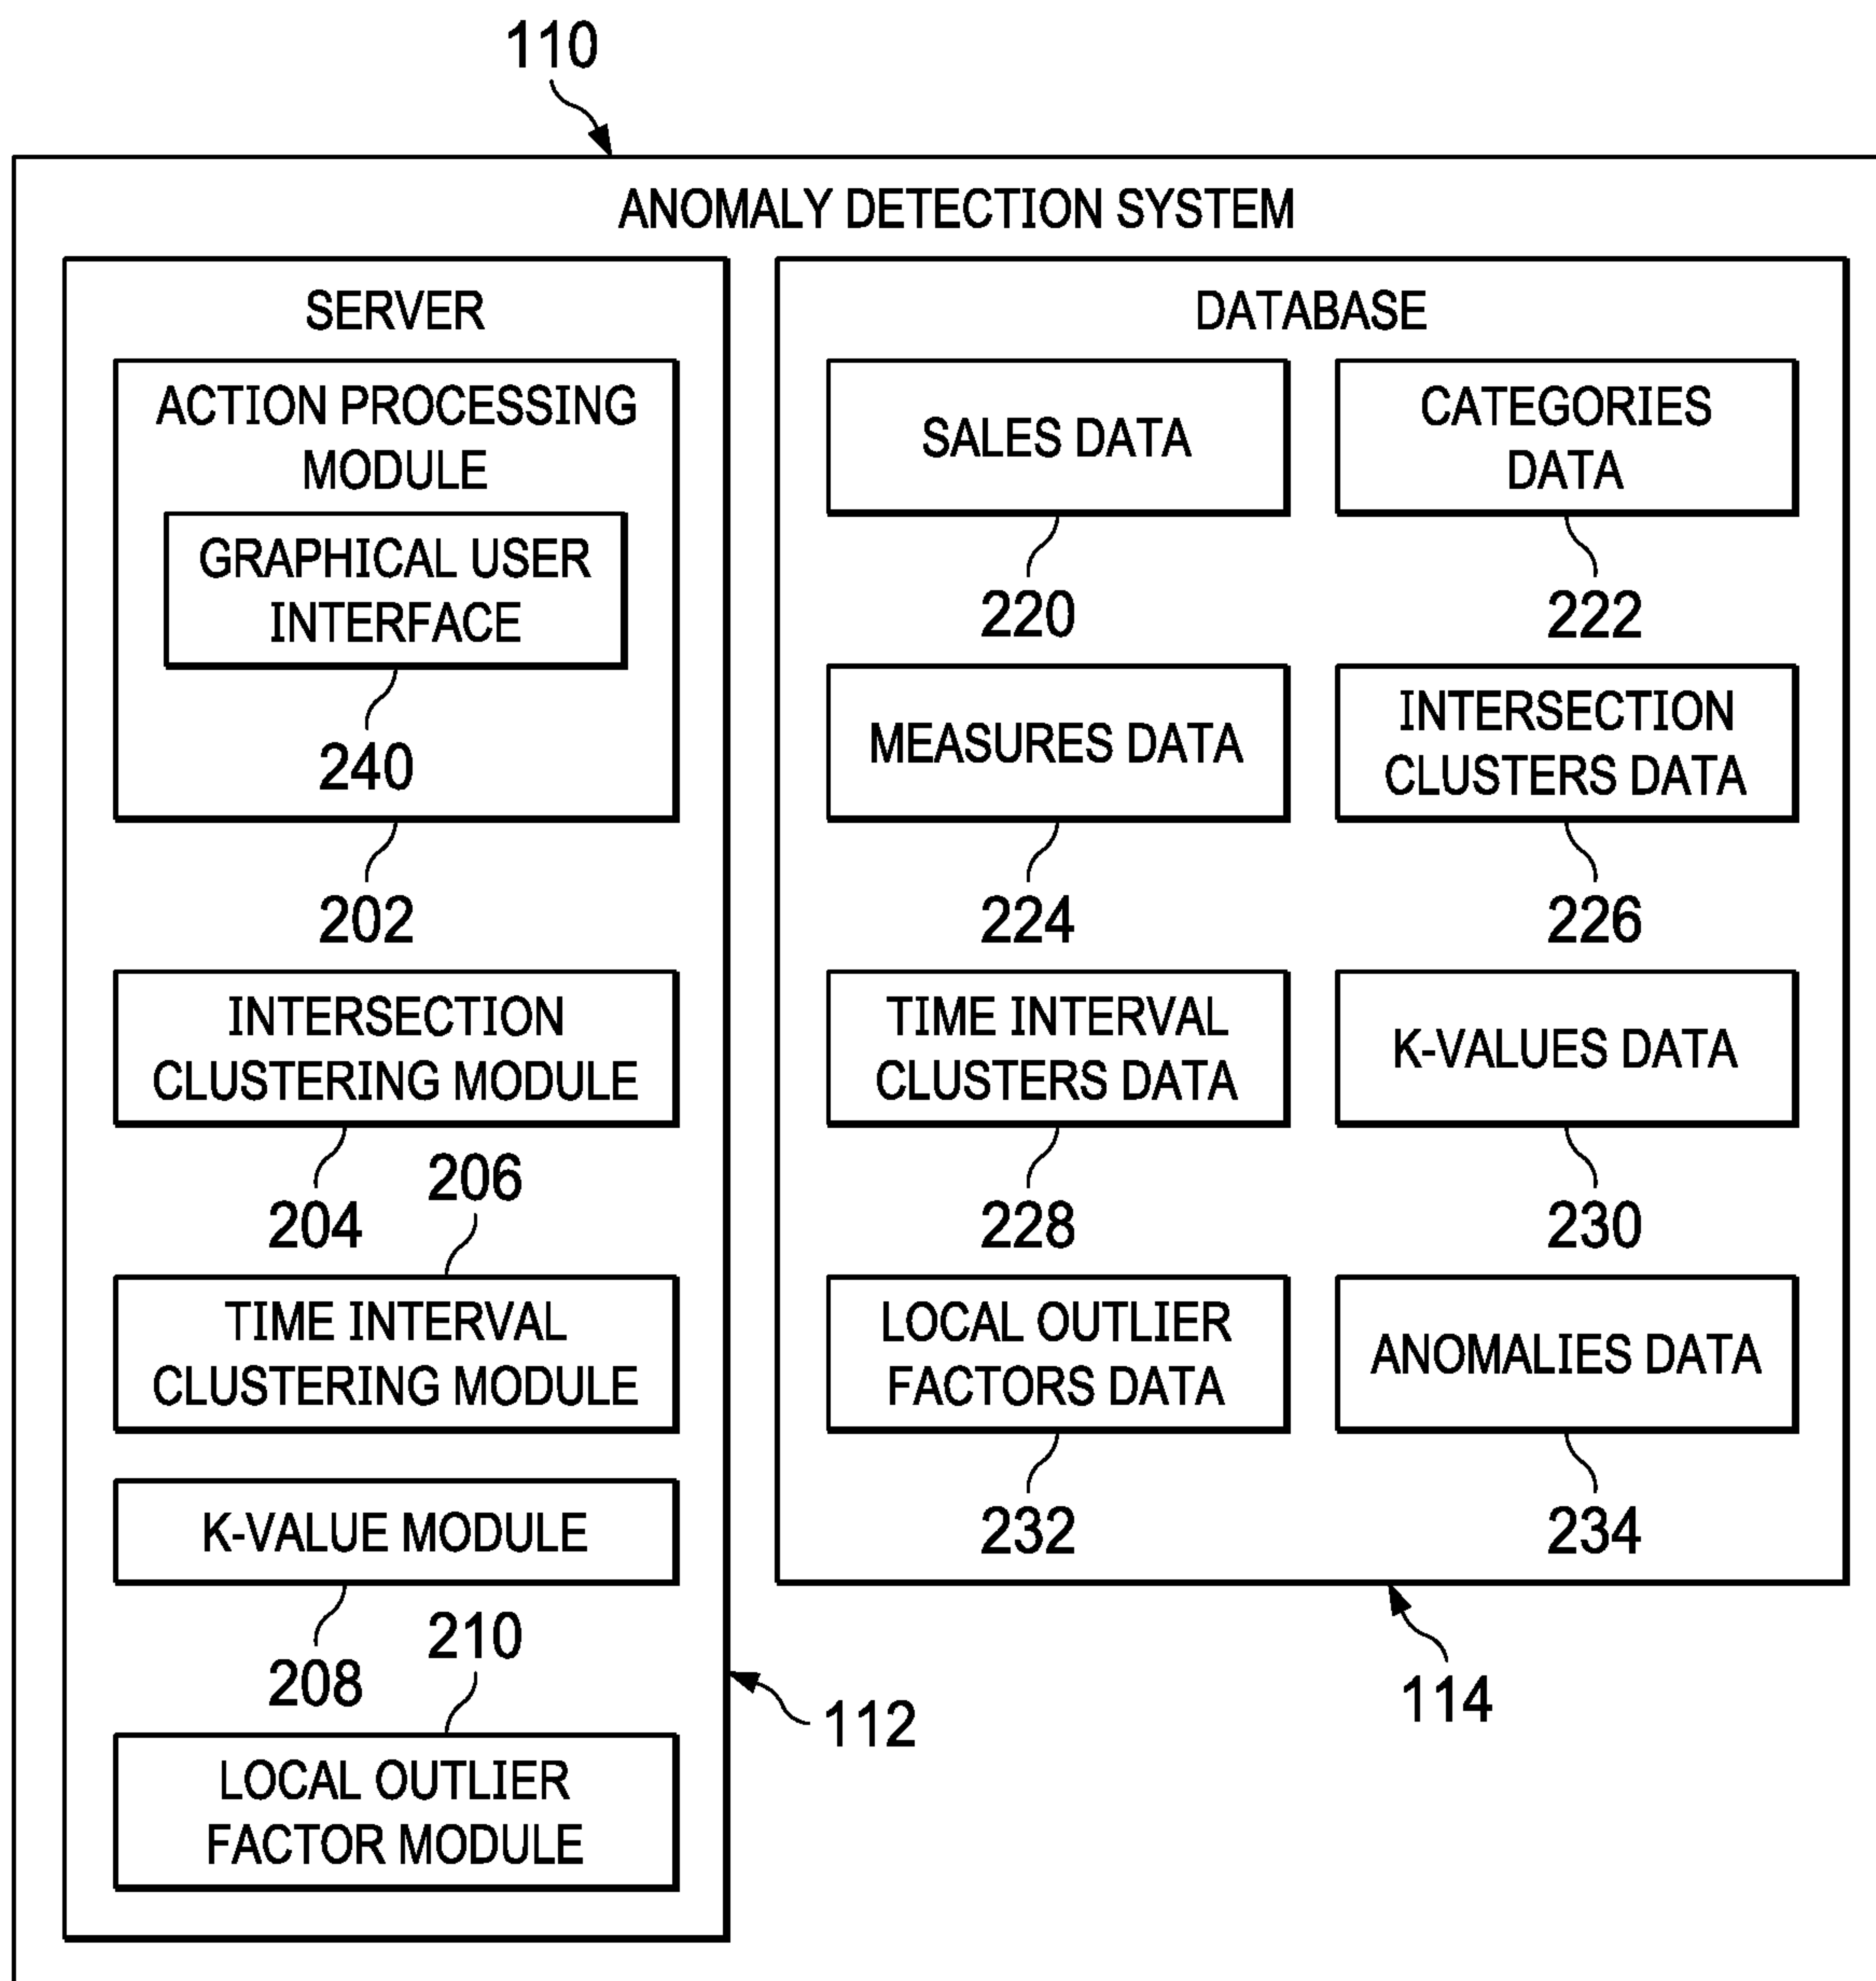 110
ANOMALY DETECTION SYSTEM
SERVER
ACTION PROCESSING
MODULE
GRAPHICAL USER
INTERFACE
240
202
INTERSECTION
CLUSTERING MODULE
204
206
TIME INTERVAL
CLUSTERING MODULE
K-VALUE MODULE
208
210
LOCAL OUTLIER
FACTOR MODULE
112
DATABASE
SALES DATA
220
CATEGORIES
DATA
222
MEASURES DATA
224
INTERSECTION
CLUSTERS DATA
226
TIME INTERVAL
CLUSTERS DATA
228
K-VALUES DATA
230
LOCAL OUTLIER
FACTORS DATA
232
ANOMALIES DATA
234
114